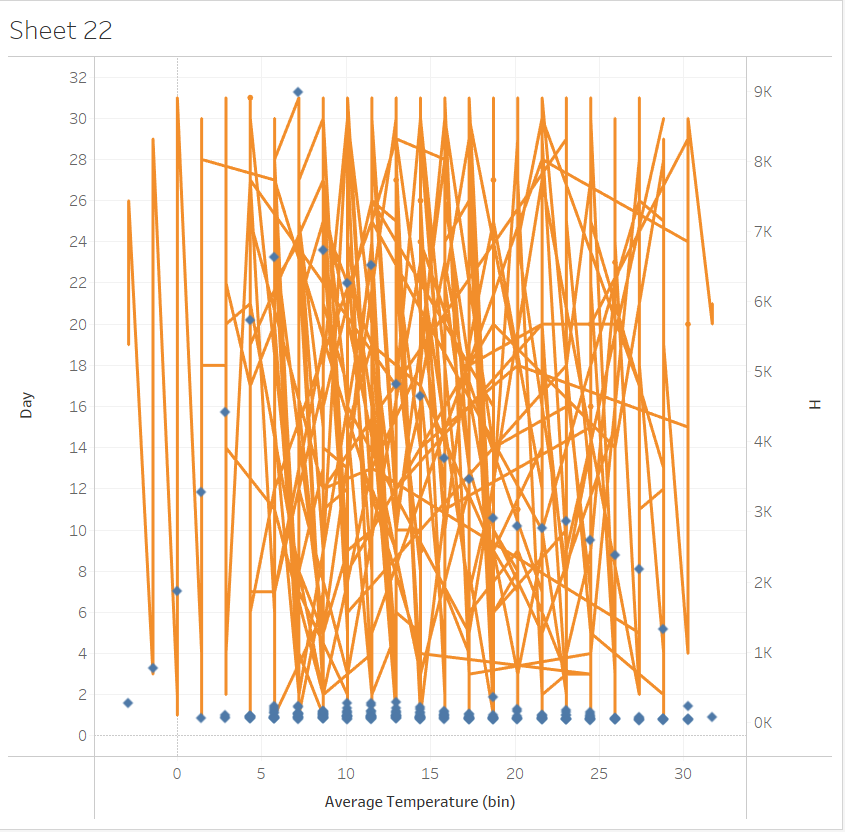 Sheet 22
32
30
28
26
24
22
20
18
16
14
12
10
8
6
4
2
0
Day
9K
8K
7K
6K
5K
4K
3K
2K
1K
0K
H
0 5 10 15 20 25 30
Average Temperature (bin)